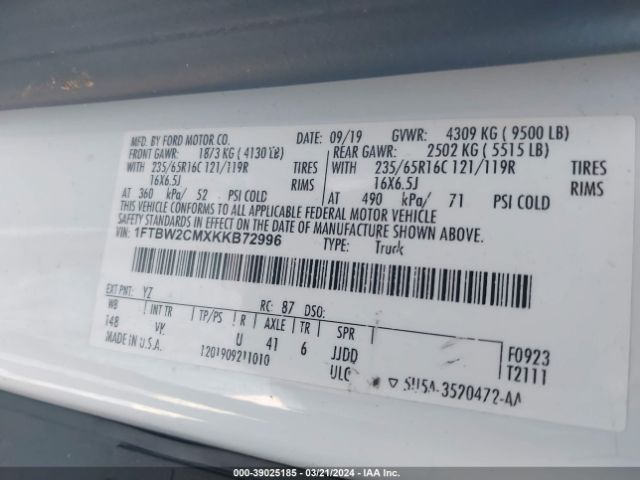 MFD. BY FORD MOTOR CO.
09/19 GVWR: 4309 KG ( 9500 LB)
FRONT GAWR: 1873 KG ( 4130 LB)
REAR GAWR: 2502 KG ( 5515 LB)
WITH 235/65R16C 121/119R TIRES
WITH 235/65R16C 121/119R TIRES
16X6.5J RIMS
16X6.5J RIMS
AT 360 kPa/ 52 PSI COLD
AT 490 kPa/ 71 PSI COLD
THIS VEHICLE CONFORMS TO ALL APPLICABLE FEDERAL MOTOR VEHICLE
SAFETY STANDARDS IN EFFECT ON THE DATE OF MANUFACTURE SHOWN ABOVE.
VIN: 1FTBW2CMXKKB72996
TYPE: Truck
EXT PNT: YZ RC: 87 DSO:
WB INT TR TP/PS R AXLE TR SPR
148 VK U 41 6 JJDD
F0923
MADE IN U.S.A. 1201909211010 ULC
T2111
3520472-AA
000-39025185 - 03/21/2024 - IAA Inc.